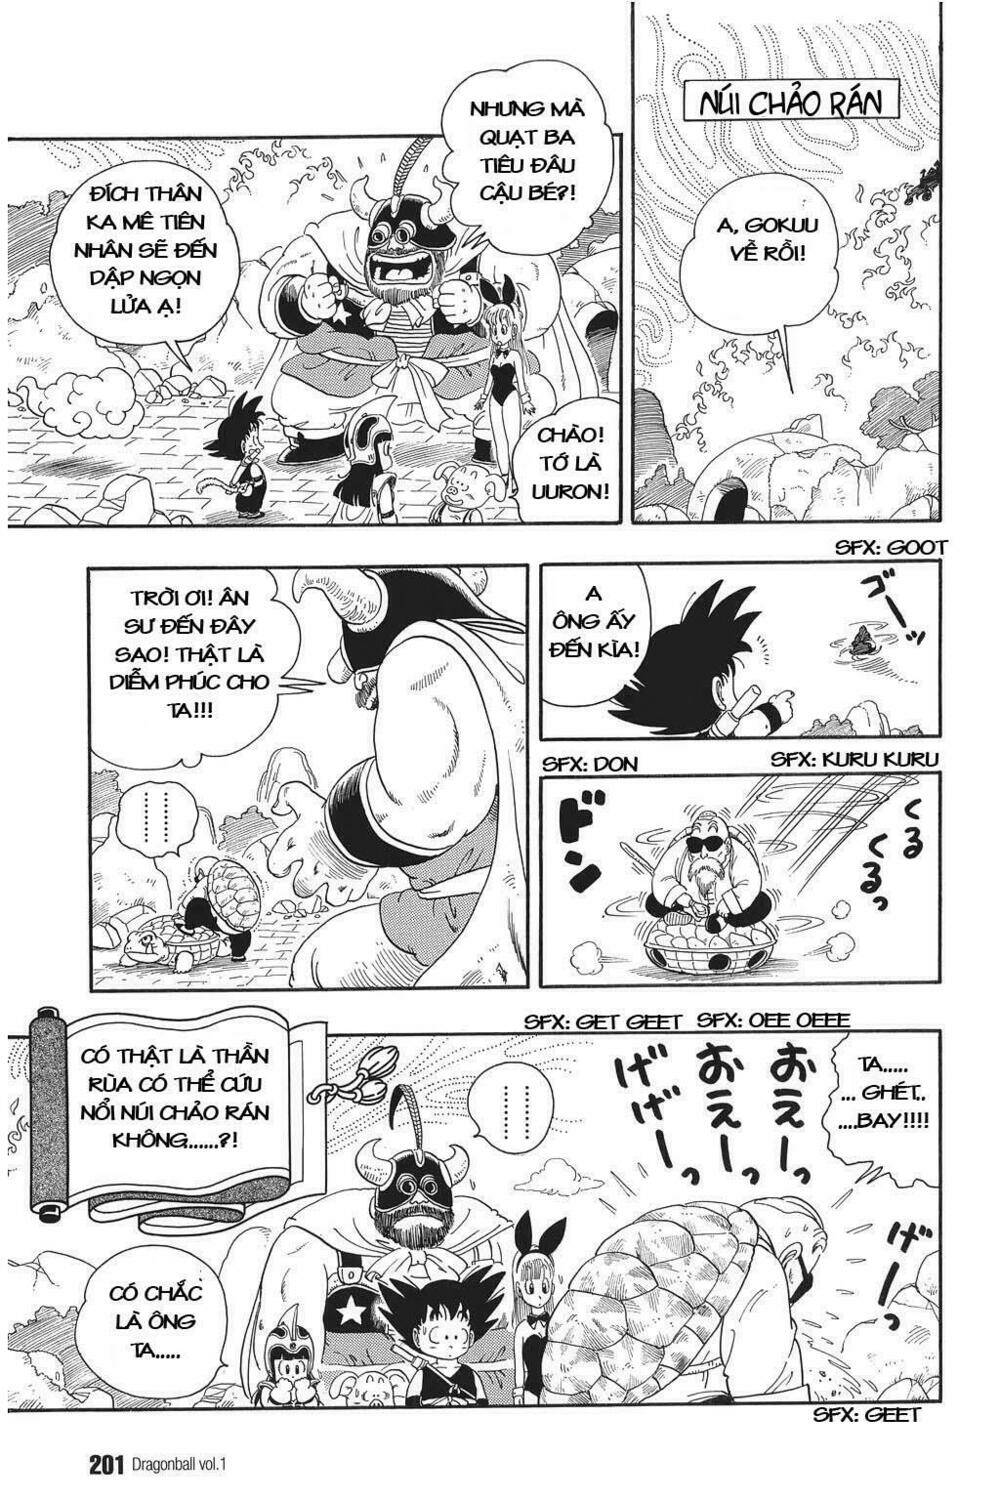 NÚI CHẢO RÁN
A, GOKUU
VỀ RỒI!
NHƯNG MÀ
QUẠT BA
TIÊU ĐÂU
CẬU BÉ?!
ĐÍCH THÂN
KA MÊ TIÊN
NHÂN SẼ ĐẾN
DẬP NGỌN
LỬA Ạ!
CHÀO!
TỚ LÀ
UURON!
SFX: GOOT
ゴーッ
A
ÔNG ẤY
ĐẾN KÌA!
TRỜI ƠI! ÂN
SƯ ĐẾN ĐÂY
SAO! THẬT LÀ
DIỄM PHÚC CHO
TA!!!
SFX: DON
SFX: KURU KURU
くる
くるっ
ドン
......
SFX: GET GEET SFX: OEE OEEE
TA.....
... GHÉT..
....BAY!!!!
おえーっ
おえーっ
げげーっ
......
CÓ THẬT LÀ THẦN
RÙA CÓ THỂ CỨU
NỔI NÚI CHẢO RÁN
KHÔNG......?!
げーっ
CÓ CHẮC
LÀ ÔNG
TA.....
SFX: GEET
201 Dragonball vol.1